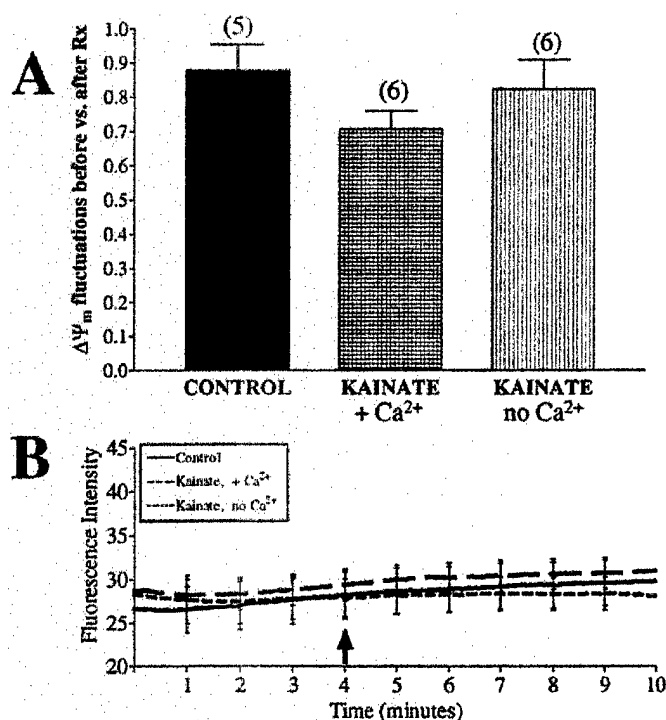 A
ΔΨm fluctuations before vs. after Rx
1.0
0.9
0.8
0.7
0.6
0.5
0.4
0.3
0.2
0.1
0.0
(5)
(6)
(6)
CONTROL
KAINATE
+ Ca²⁺
KAINATE
no Ca²⁺
B
Fluorescence Intensity
45
40
35
30
25
20
Control
Kainate, + Ca²⁺
Kainate, no Ca²⁺
1 2 3 4 5 6 7 8 9 10
Time (minutes)